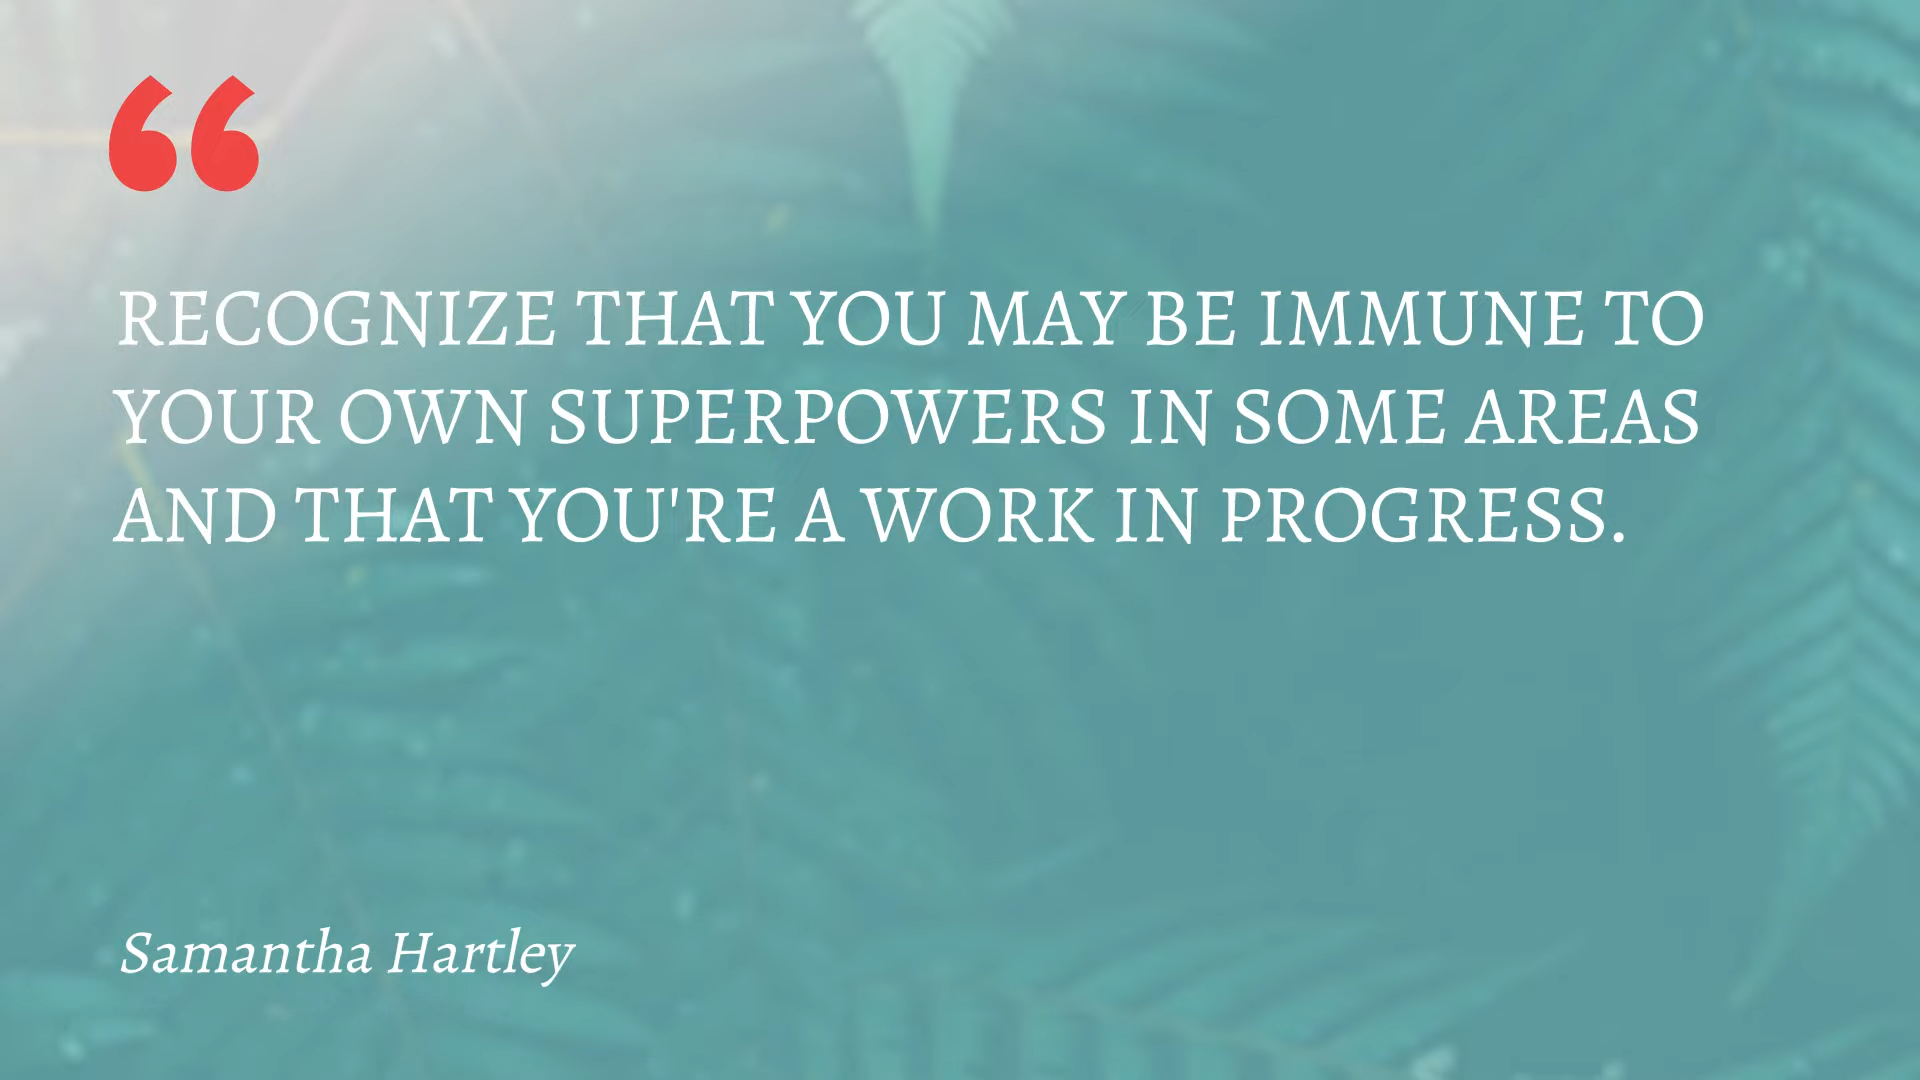 “
RECOGNIZE THAT YOU MAY BE IMMUNE TO
YOUR OWN SUPERPOWERS IN SOME AREAS
AND THAT YOU'RE A WORK IN PROGRESS.
Samantha Hartley